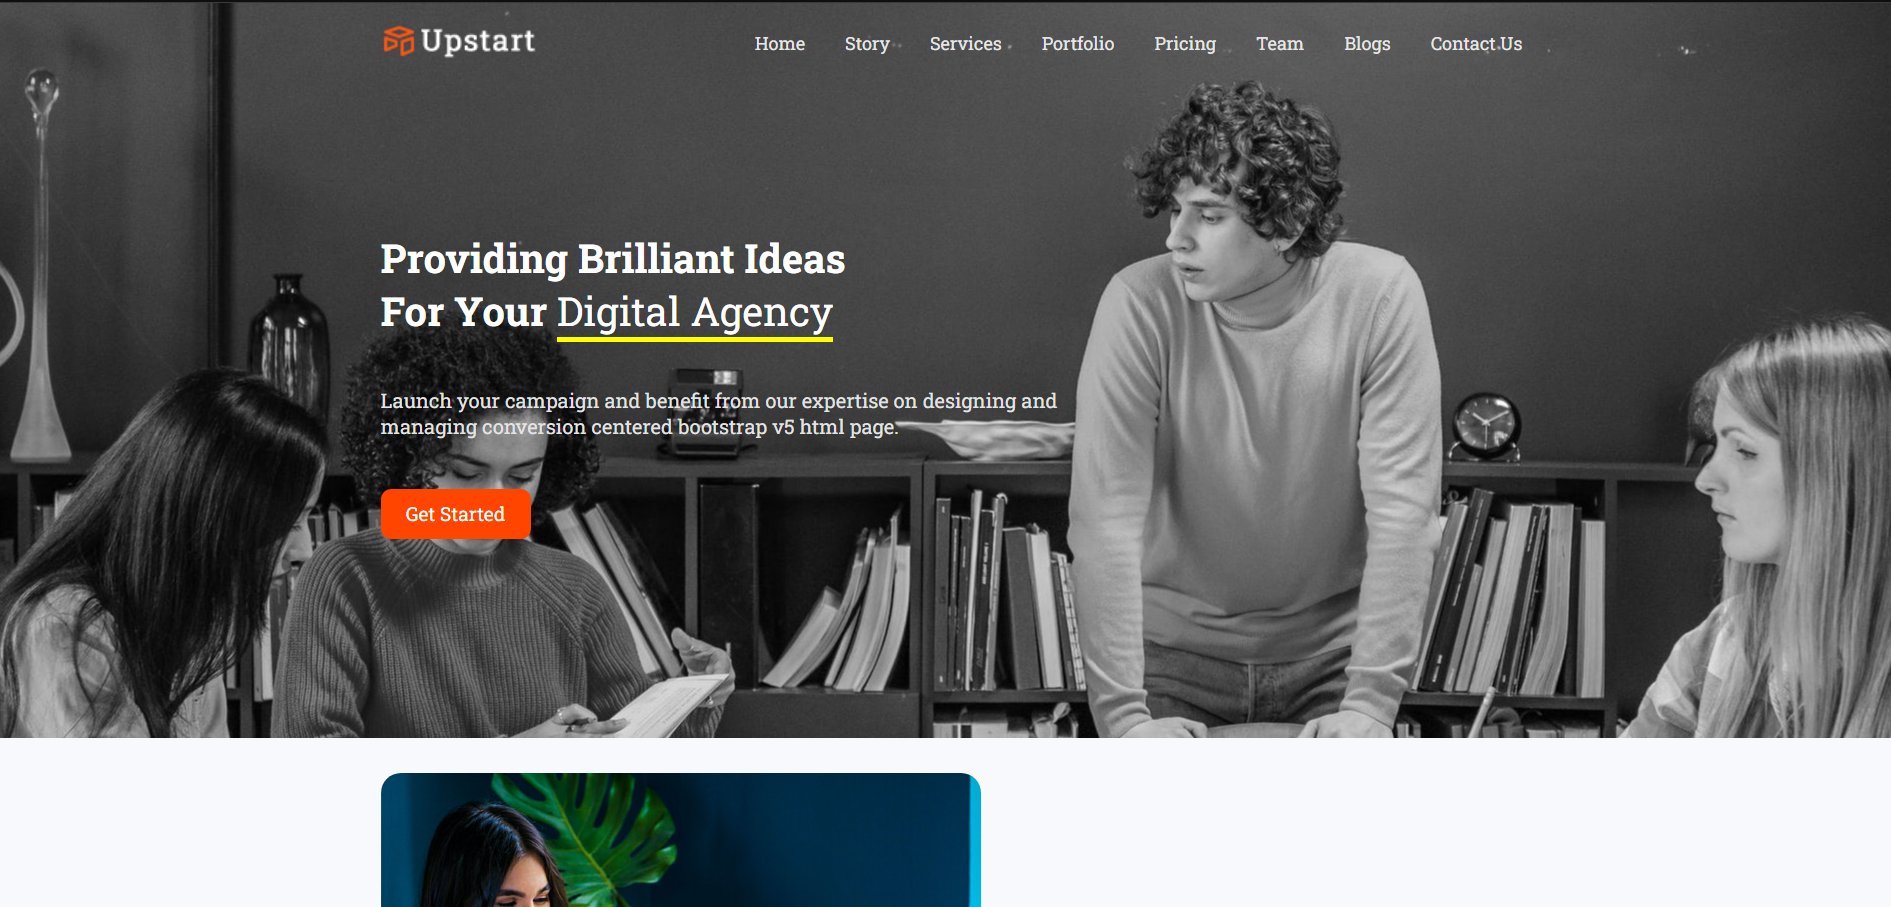 Upstart
Home Story Services Portfolio Pricing Team Blogs Contact Us
Providing Brilliant Ideas
For Your Digital Agency
Launch your campaign and benefit from our expertise on designing and
managing conversion centered bootstrap v5 html page.
Get Started